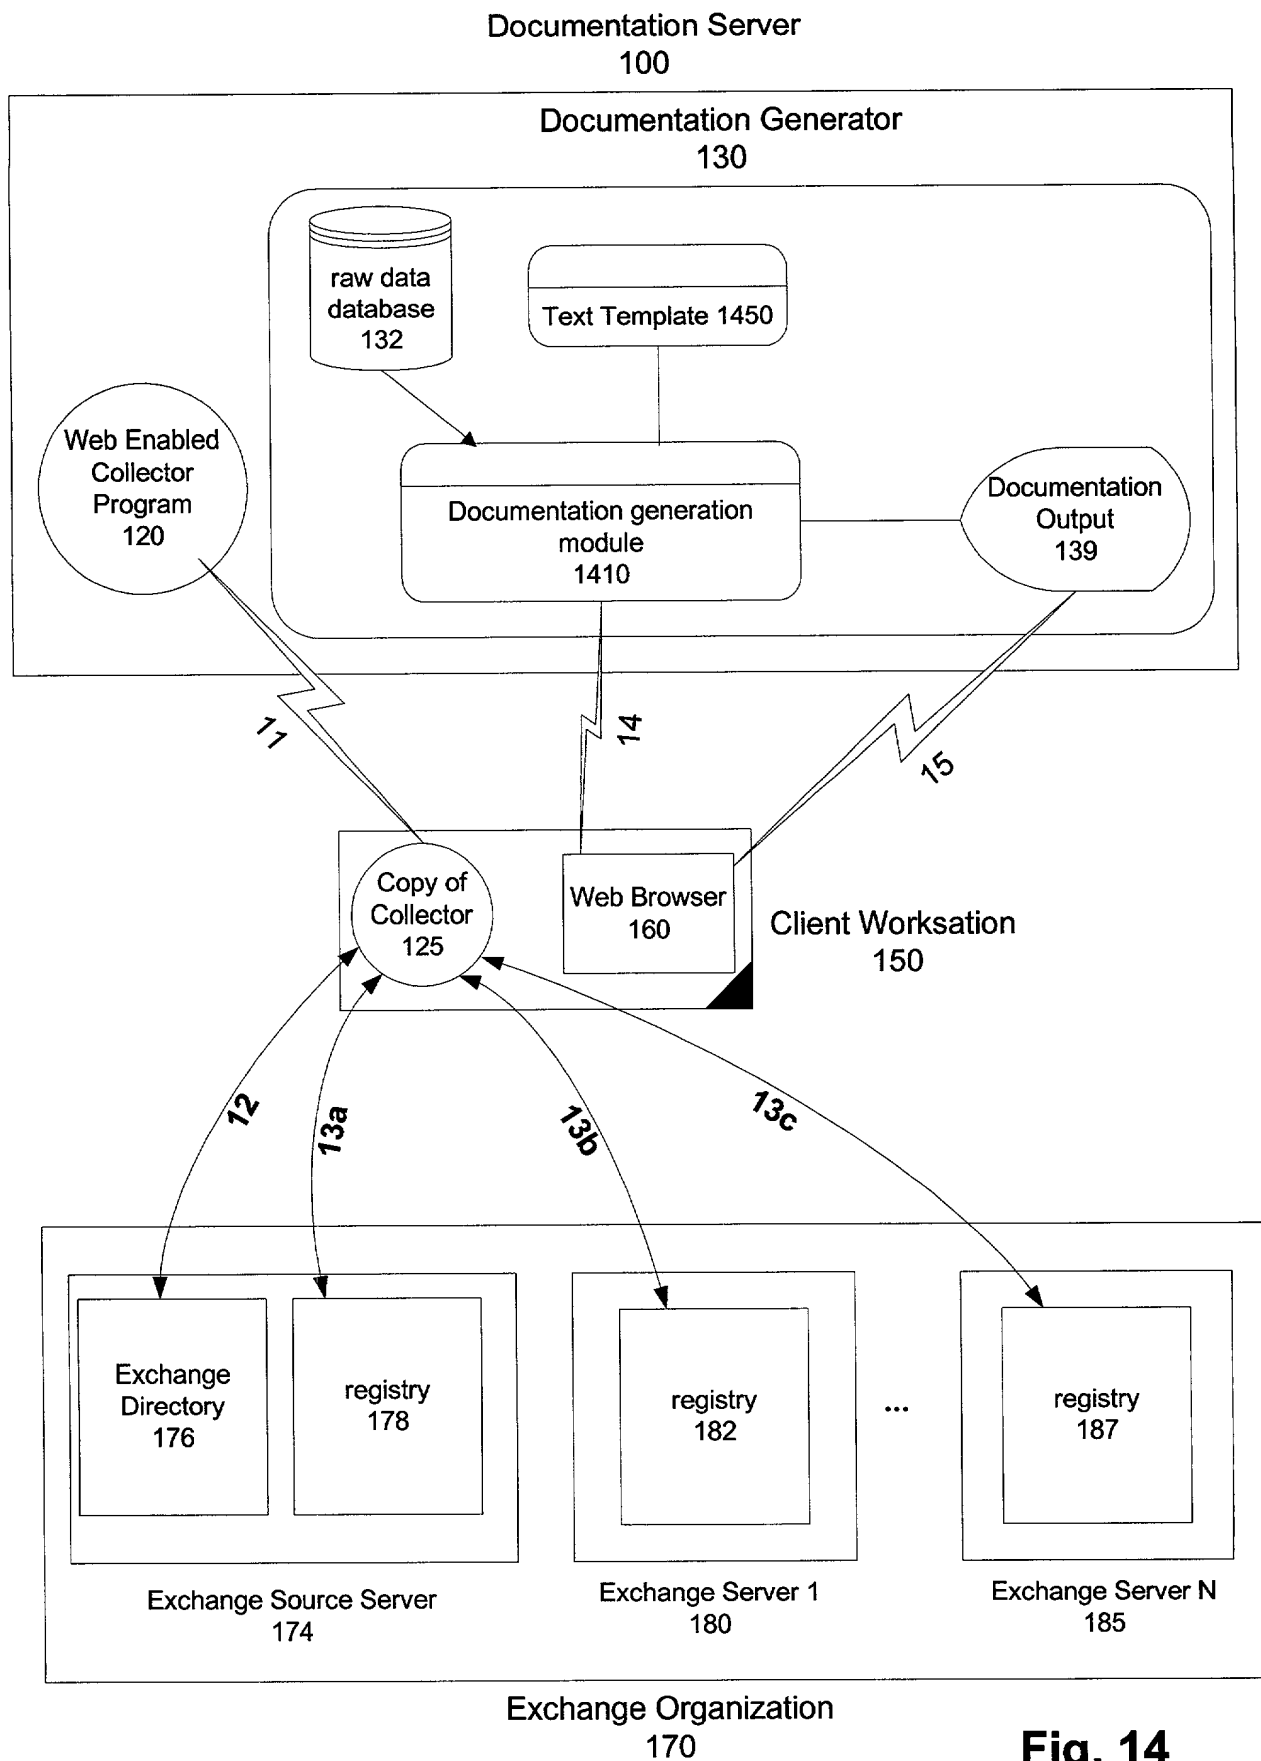 Documentation Server
100
Documentation Generator
130
raw data
database
132
Text Template 1450
Web Enabled
Collector
Program
120
Documentation generation
module
1410
Documentation
Output
139
11
14
15
Copy of
Collector
125
Web Browser
160
Client Worksation
150
12
13a
13b
13c
Exchange
Directory
176
registry
178
registry
182
...
registry
187
Exchange Source Server
174
Exchange Server 1
180
Exchange Server N
185
Exchange Organization
170
Fig. 14